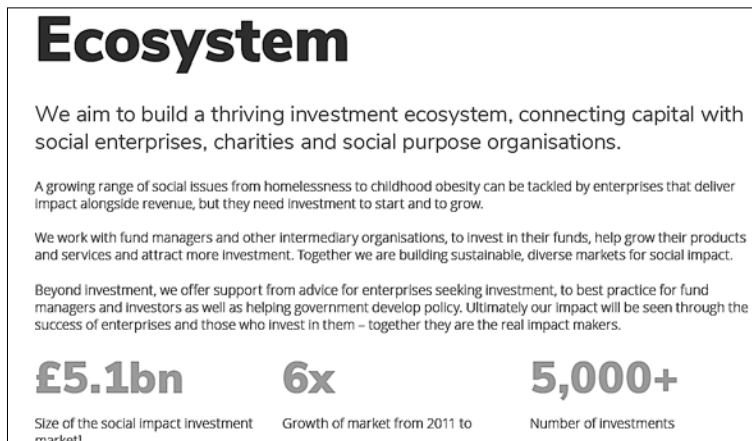 Ecosystem
We aim to build a thriving investment ecosystem, connecting capital with
social enterprises, charities and social purpose organisations.
A growing range of social issues from homelessness to childhood obesity can be tackled by enterprises that deliver
impact alongside revenue, but they need investment to start and to grow.
We work with fund managers and other intermediary organisations, to invest in their funds, help grow their products
and services and attract more investment. Together we are building sustainable, diverse markets for social impact.
Beyond investment, we offer support from advice for enterprises seeking investment, to best practice for fund
managers and investors as well as helping government develop policy. Ultimately our impact will be seen through the
success of enterprises and those who invest in them – together they are the real impact makers.
£5.1bn 6x 5,000+
Size of the social impact investment Growth of market from 2011 to Number of investments
market1